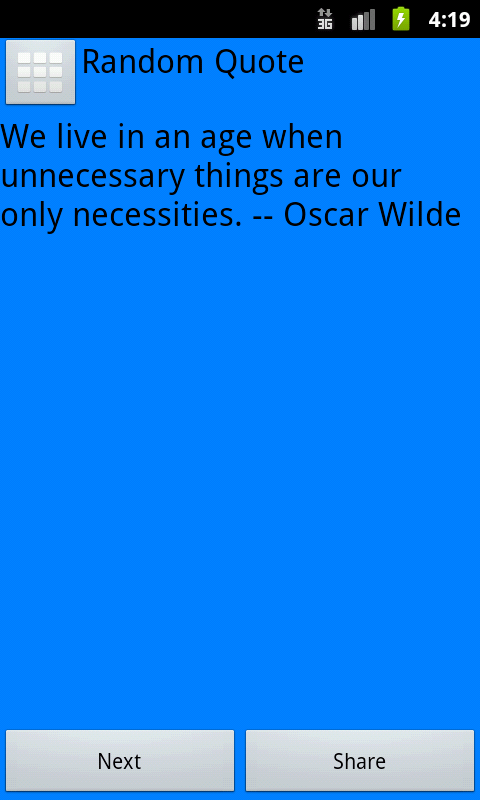 3G 4:19
Random Quote
We live in an age when
unnecessary things are our
only necessities. -- Oscar Wilde
Next Share